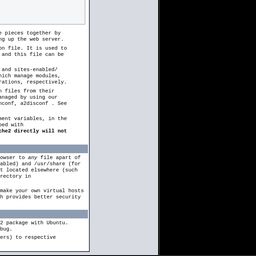 e pieces together by
ng up the web server.
on file. It is used to
and this file can be
and sites-enabled/
hich manage modules,
rations, respectively.
n files from their
anaged by using our
nconf, a2disconf . See
ment variables, in the
ped with
che2 directly will not
owser to any file apart of
abled) and /usr/share (for
t located elsewhere (such
rectory in
make your own virtual hosts
h provides better security
2 package with Ubuntu.
bug.
ers) to respective